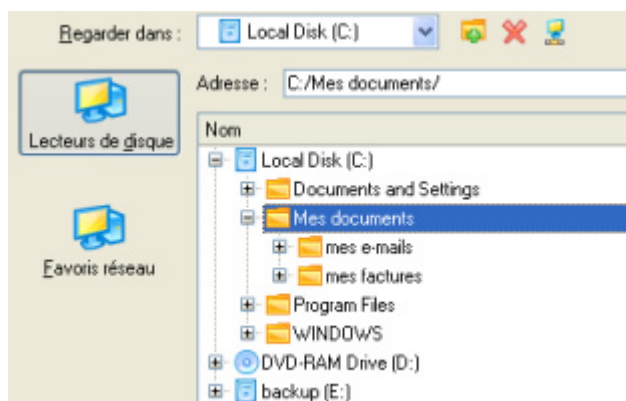 Regarder dans :
Local Disk (C:)
Adresse :
C:/Mes documents/
Lecteurs de disque
Favoris réseau
Nom
Local Disk (C:)
Documents and Settings
Mes documents
mes e-mails
mes factures
Program Files
WINDOWS
DVD-RAM Drive (D:)
backup (E:)